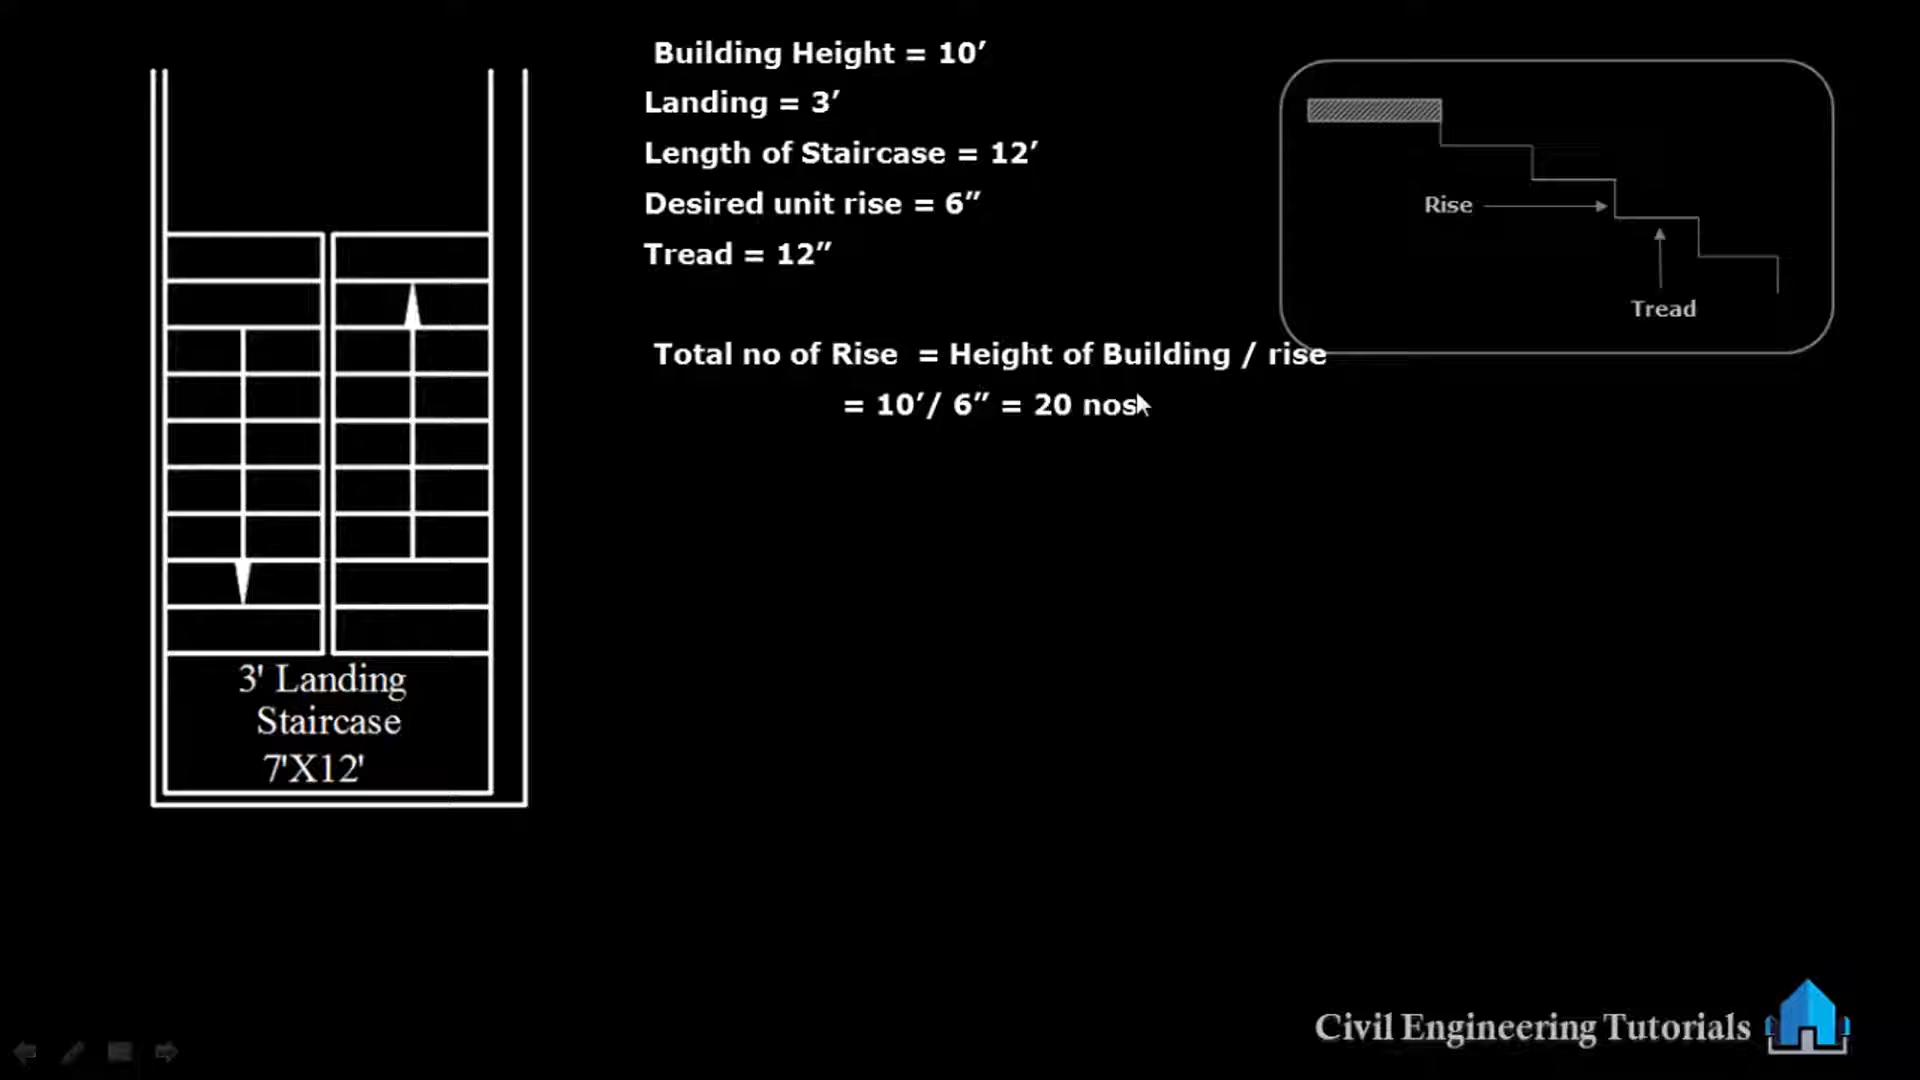 Building Height = 10’
Landing = 3’
Length of Staircase = 12’
Desired unit rise = 6”
Tread = 12”
Total no of Rise = Height of Building / rise
= 10’/ 6” = 20 nos
Rise
Tread
3' Landing
Staircase
7'X12'
Civil Engineering Tutorials